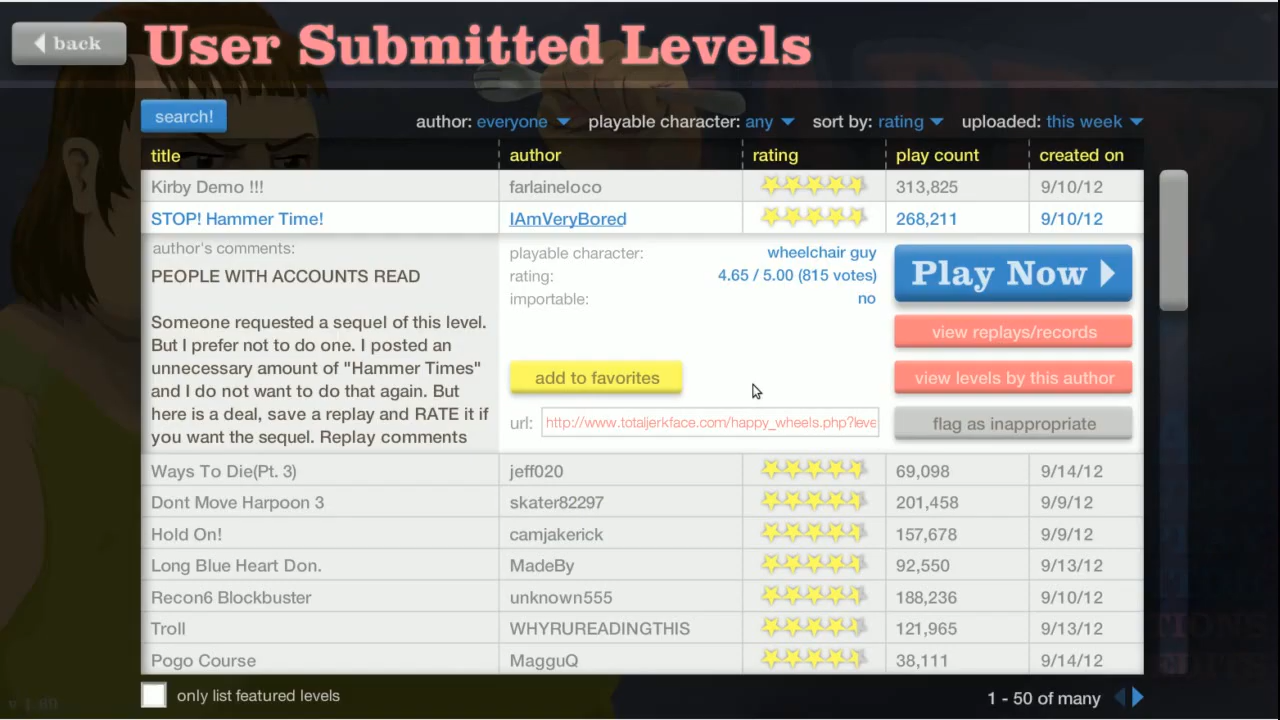 back
User Submitted Levels
search!
author: everyone playable character: any sort by: rating uploaded: this week
title author rating play count created on
Kirby Demo !!! farlaineloco 313,825 9/10/12
STOP! Hammer Time! IAmVeryBored 268,211 9/10/12
author's comments:
PEOPLE WITH ACCOUNTS READ
Someone requested a sequel of this level.
But I prefer not to do one. I posted an
unnecessary amount of "Hammer Times"
and I do not want to do that again. But
here is a deal, save a replay and RATE it if
you want the sequel. Replay comments
playable character: wheelchair guy
rating: 4.65 / 5.00 (815 votes)
importable: no
add to favorites
url: http://www.totaljerkface.com/happy_wheels.php?leve
Play Now
view replays/records
view levels by this author
flag as inappropriate
Ways To Die(Pt. 3) jeff020 69,098 9/14/12
Dont Move Harpoon 3 skater82297 201,458 9/9/12
Hold On! camjakerick 157,678 9/9/12
Long Blue Heart Don. MadeBy 92,550 9/13/12
Recon6 Blockbuster unknown555 188,236 9/10/12
Troll WHYRUREADINGTHIS 121,965 9/13/12
Pogo Course MagguQ 38,111 9/14/12
only list featured levels
1 - 50 of many